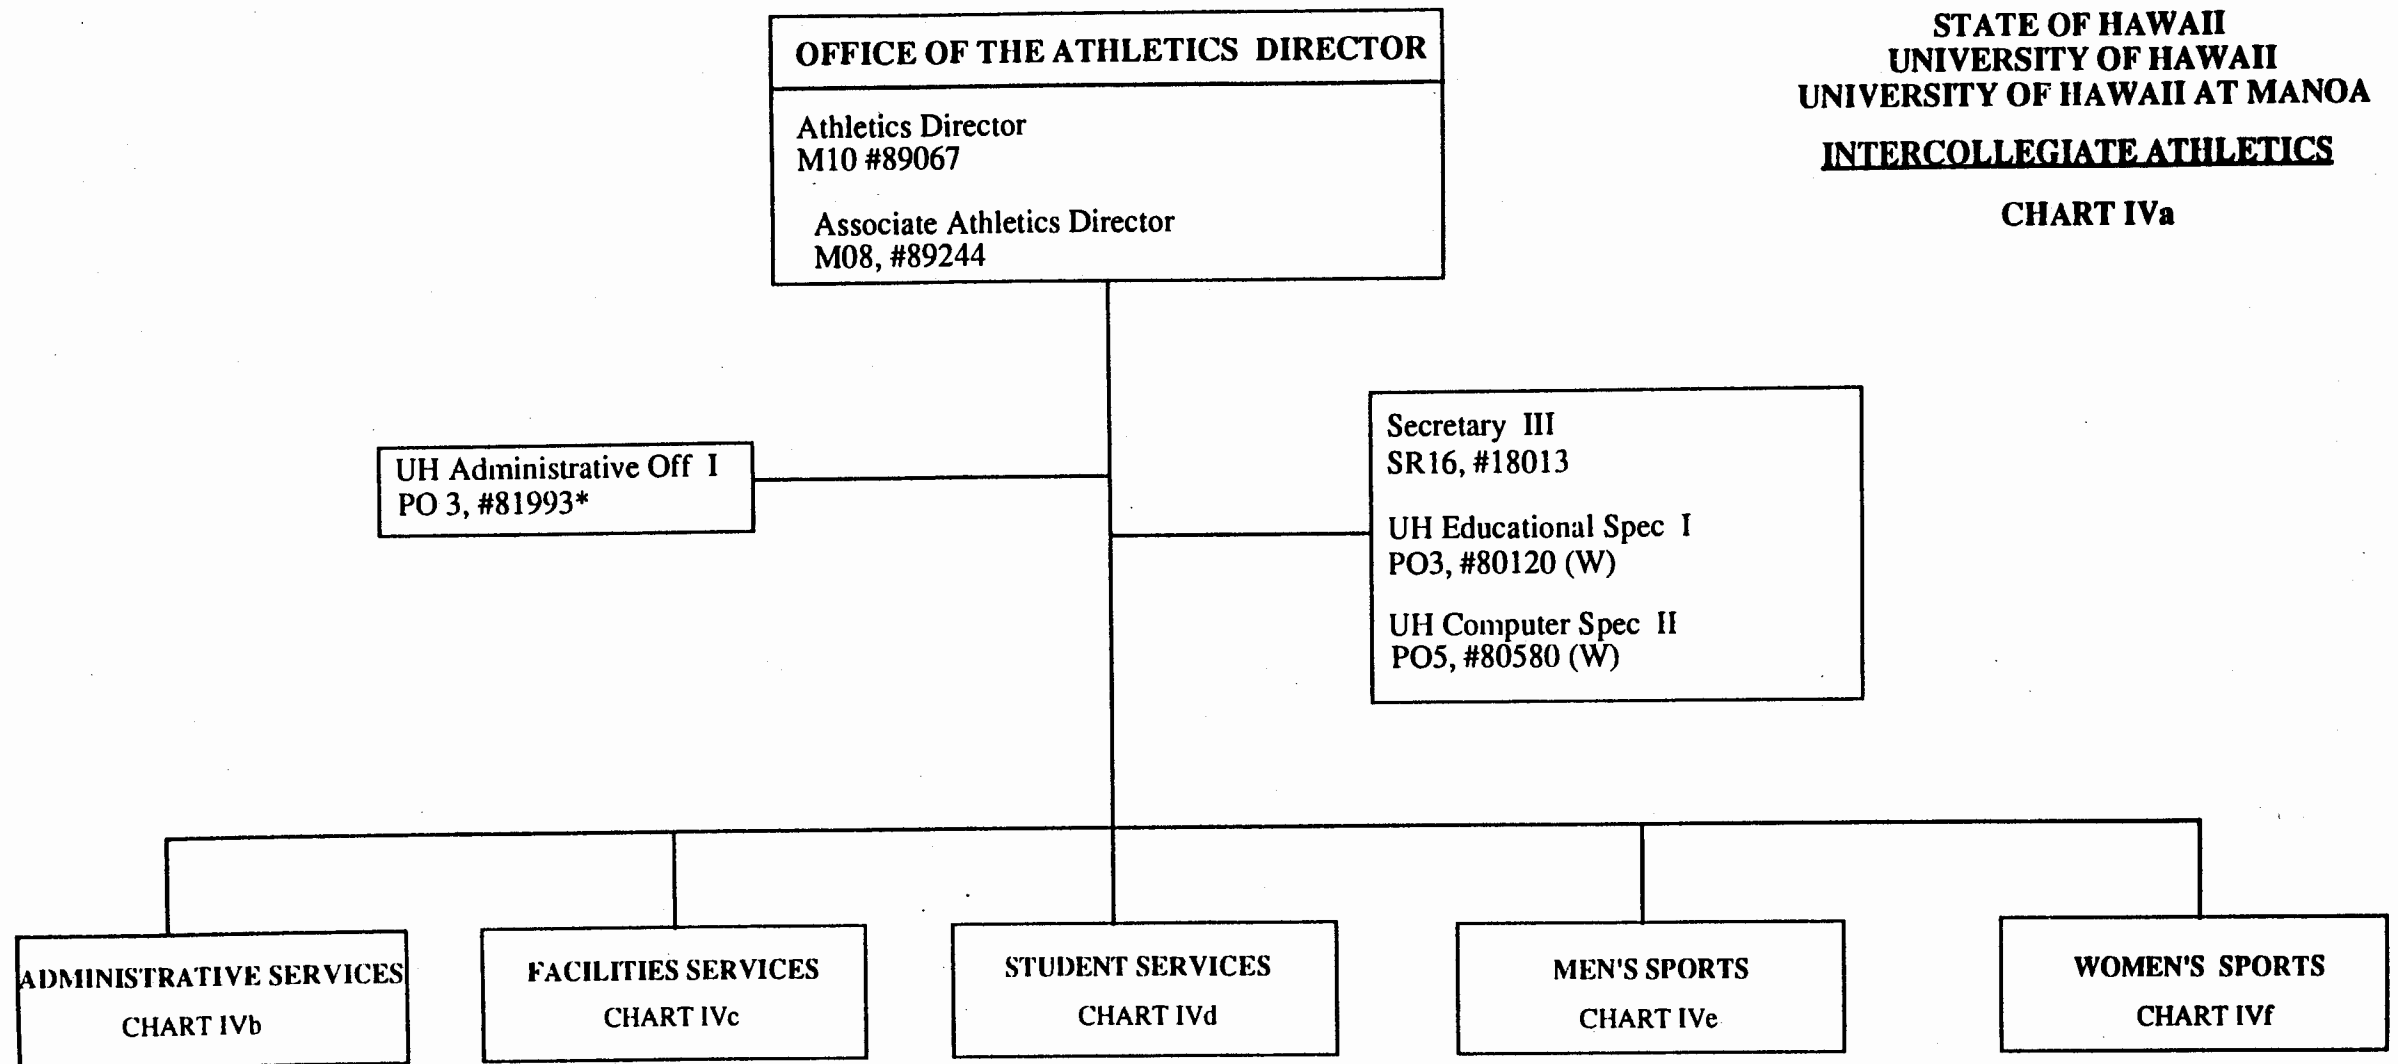 OFFICE OF THE ATHLETICS DIRECTOR
Athletics Director
M10 #89067
Associate Athletics Director
M08, #89244
STATE OF HAWAII
UNIVERSITY OF HAWAII
UNIVERSITY OF HAWAII AT MANOA
INTERCOLLEGIATE ATHLETICS
CHART IVa
UH Administrative Off I
PO 3, #81993*
Secretary III
SR16, #18013
UH Educational Spec I
PO3, #80120 (W)
UH Computer Spec II
PO5, #80580 (W)
ADMINISTRATIVE SERVICES
CHART IVb
FACILITIES SERVICES
CHART IVc
STUDENT SERVICES
CHART IVd
MEN'S SPORTS
CHART IVe
WOMEN'S SPORTS
CHART IVf